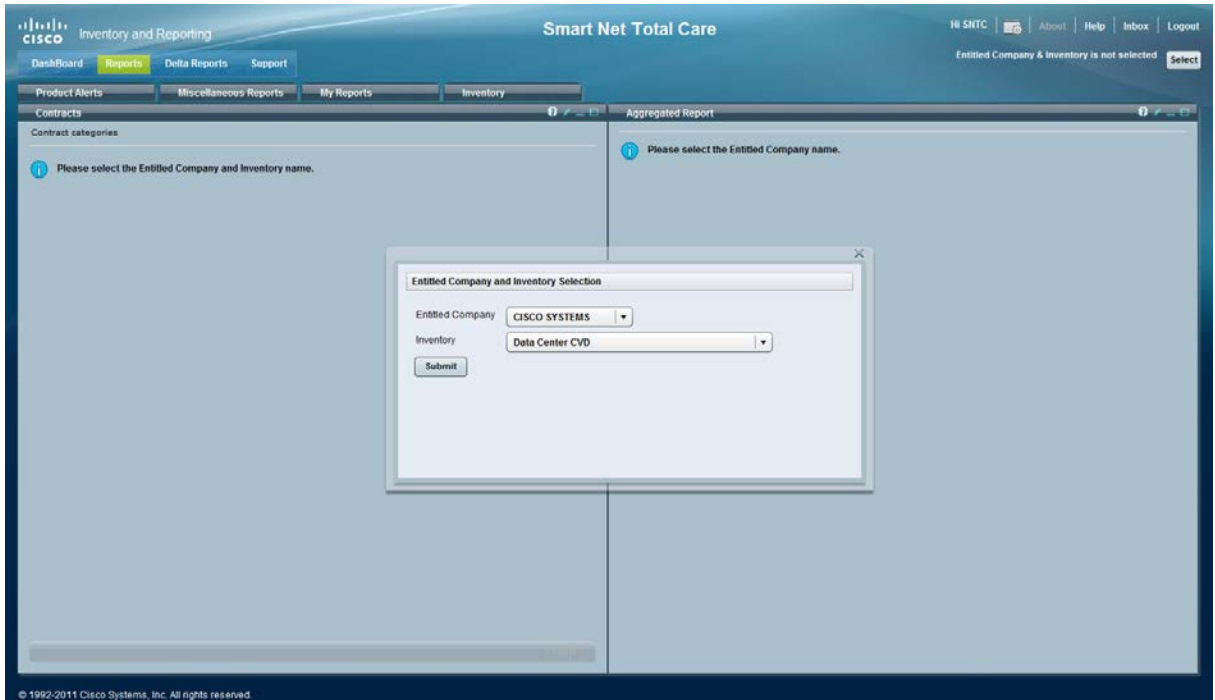 CISCO Inventory and Reporting
Smart Net Total Care
Hi SNTC About Help Inbox Logout
DashBoard Reports Delta Reports Support
Entitled Company & Inventory is not selected Select
Product Alerts Miscellaneous Reports My Reports Inventory
Contracts
Aggregated Report
Contract categories
Please select the Entitled Company and Inventory name.
Please select the Entitled Company name.
Entitled Company and Inventory Selection
Entitled Company CISCO SYSTEMS
Inventory Data Center CVD
Submit
© 1992-2011 Cisco Systems, Inc. All rights reserved.